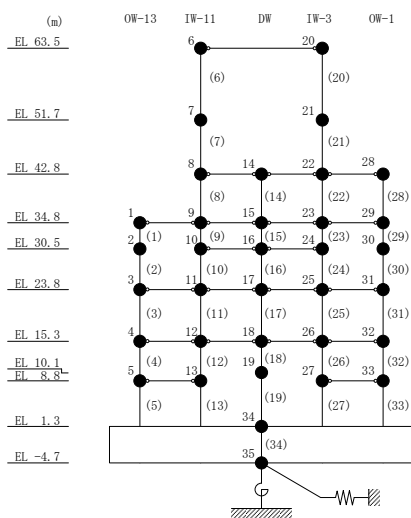 (m) OW-13 IW-11 DW IW-3 OW-1
EL 63.5 6 20
(6) (20)
EL 51.7 7 21
(7) (21)
EL 42.8 8 14 22 28
(8) (14) (22) (28)
EL 34.8 1 9 15 23 29
(1) (9) (15) (23) (29)
EL 30.5 2 10 16 24 30
(2) (10) (16) (24) (30)
EL 23.8 3 11 17 25 31
(3) (11) (17) (25) (31)
EL 15.3 4 12 18 26 32
(4) (12) (18) (26) (32)
EL 10.1 19
EL 8.8 5 13 27 33
(5) (13) (19) (27) (33)
EL 1.3 34
(34)
EL -4.7 35